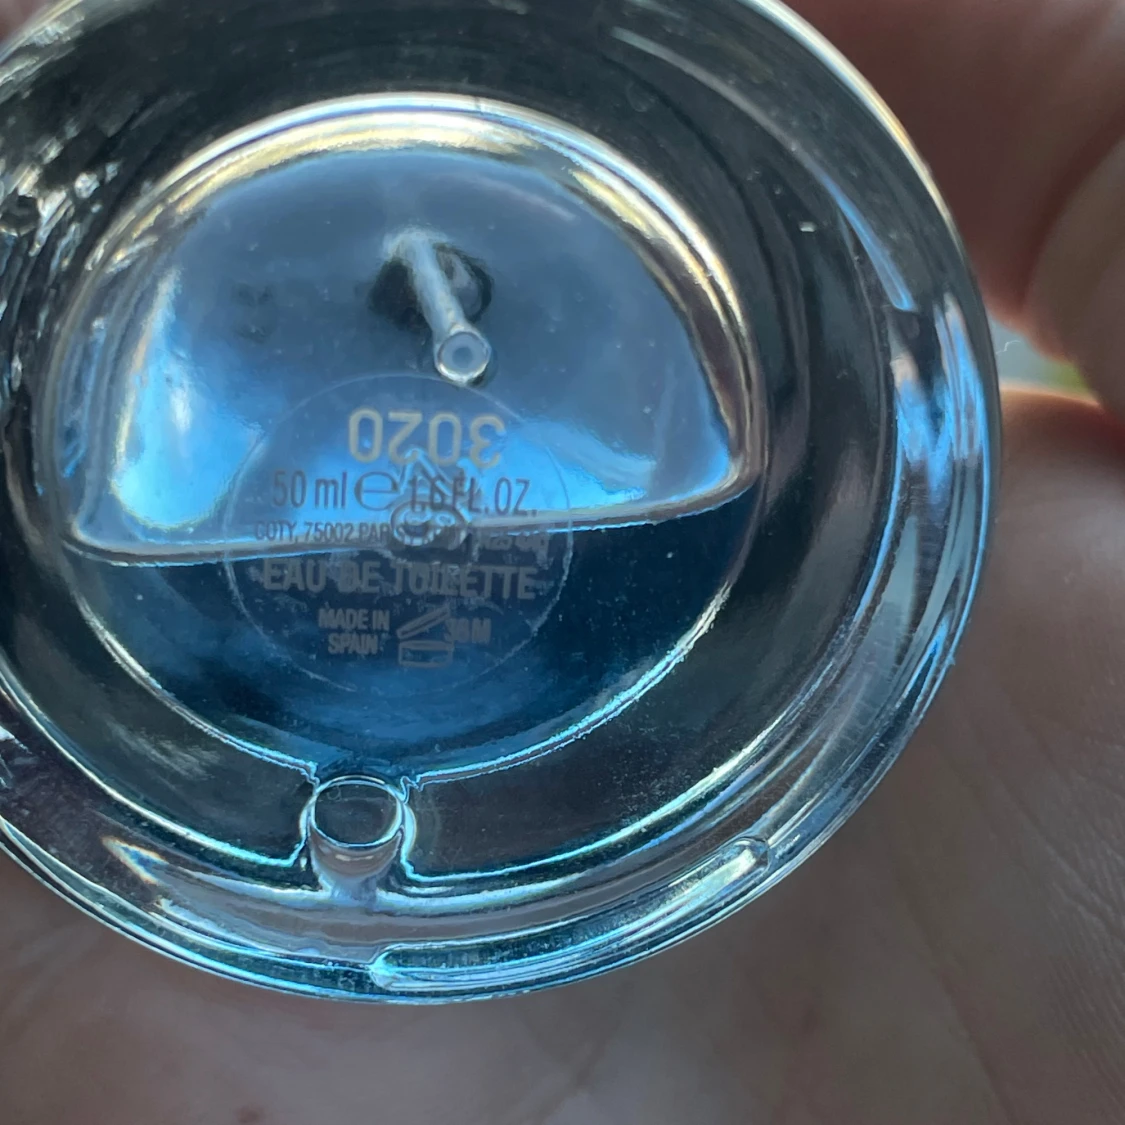 3020
50 ml ℮ 1.6 FL.OZ.
COTY, 75002 PARIS,
EAU DE TOILETTE
MADE IN
SPAIN
36M